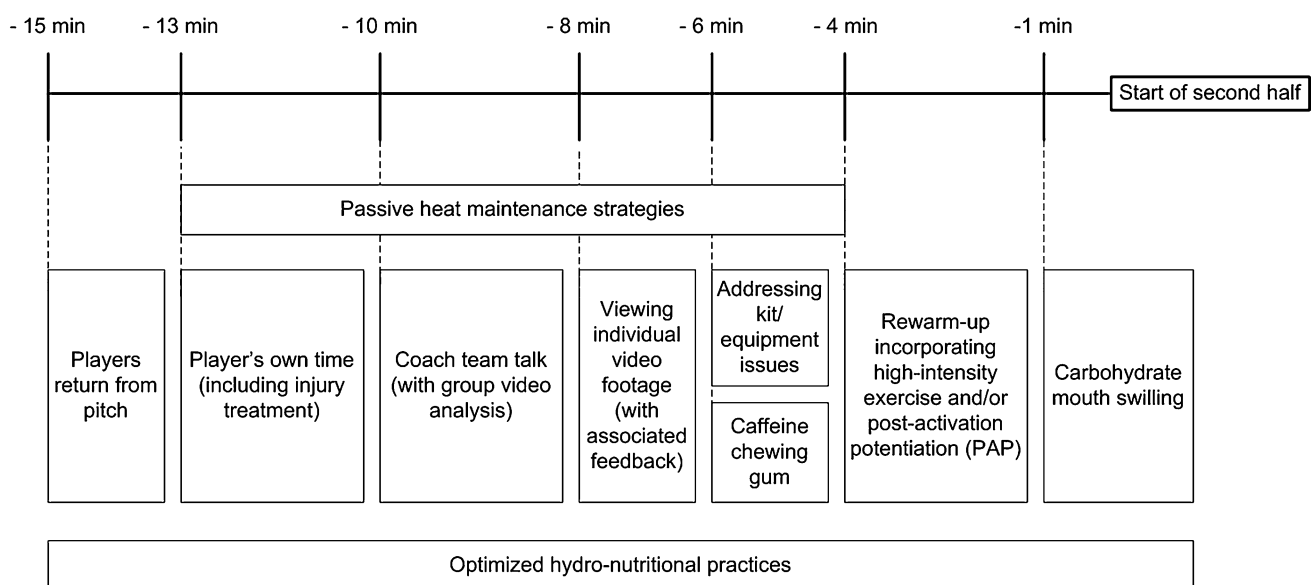 - 15 min
- 13 min
- 10 min
- 8 min
- 6 min
- 4 min
-1 min
Start of second half
Passive heat maintenance strategies
Players
return from
pitch
Player's own time
(including injury
treatment)
Coach team talk
(with group video
analysis)
Viewing
individual
video
footage
(with
associated
feedback)
Addressing
kit/
equipment
issues
Caffeine
chewing
gum
Rewarm-up
incorporating
high-intensity
exercise and/or
post-activation
potentiation (PAP)
Carbohydrate
mouth swilling
Optimized hydro-nutritional practices